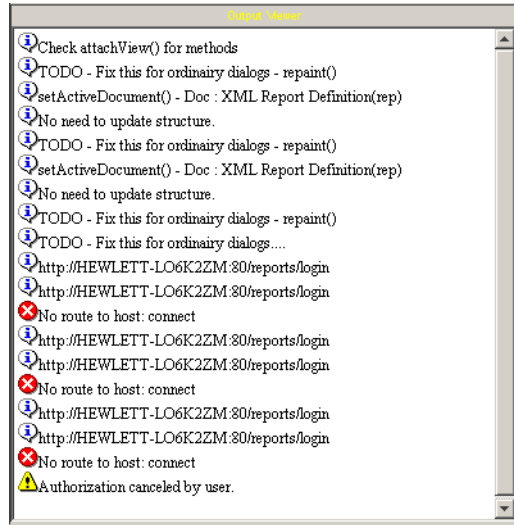 Output Viewer
Check attachView() for methods
TODO - Fix this for ordinairy dialogs - repaint()
setActiveDocument() - Doc : XML Report Definition(rep)
No need to update structure.
TODO - Fix this for ordinairy dialogs - repaint()
setActiveDocument() - Doc : XML Report Definition(rep)
No need to update structure.
TODO - Fix this for ordinairy dialogs - repaint()
TODO - Fix this for ordinairy dialogs....
http://HEWLETT-LO6K2ZM:80/reports/login
http://HEWLETT-LO6K2ZM:80/reports/login
No route to host: connect
http://HEWLETT-LO6K2ZM:80/reports/login
http://HEWLETT-LO6K2ZM:80/reports/login
No route to host: connect
http://HEWLETT-LO6K2ZM:80/reports/login
http://HEWLETT-LO6K2ZM:80/reports/login
No route to host: connect
Authorization canceled by user.